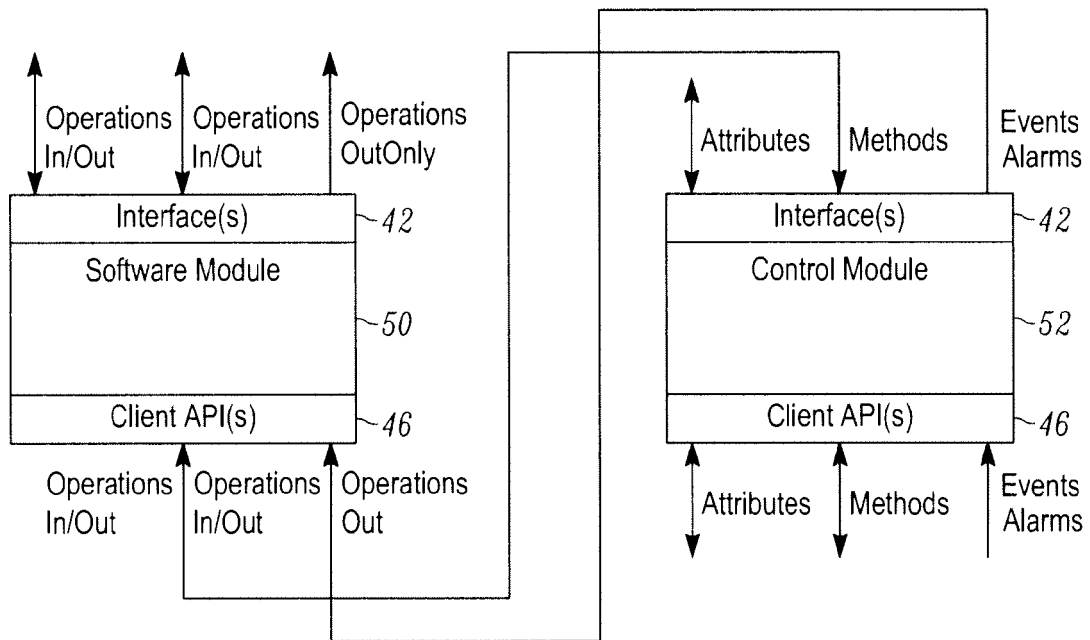 Operations
In/Out
Operations
In/Out
Operations
OutOnly
Interface(s)
42
Software Module
50
Client API(s)
46
Operations
In/Out
Operations
In/Out
Operations
Out
Attributes
Methods
Events
Alarms
Interface(s)
42
Control Module
52
Client API(s)
46
Attributes
Methods
Events
Alarms